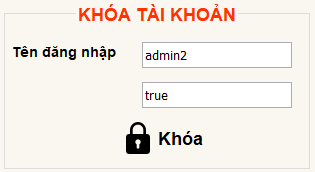 KHÓA TÀI KHOẢN
Tên đăng nhập admin2
true
Khóa